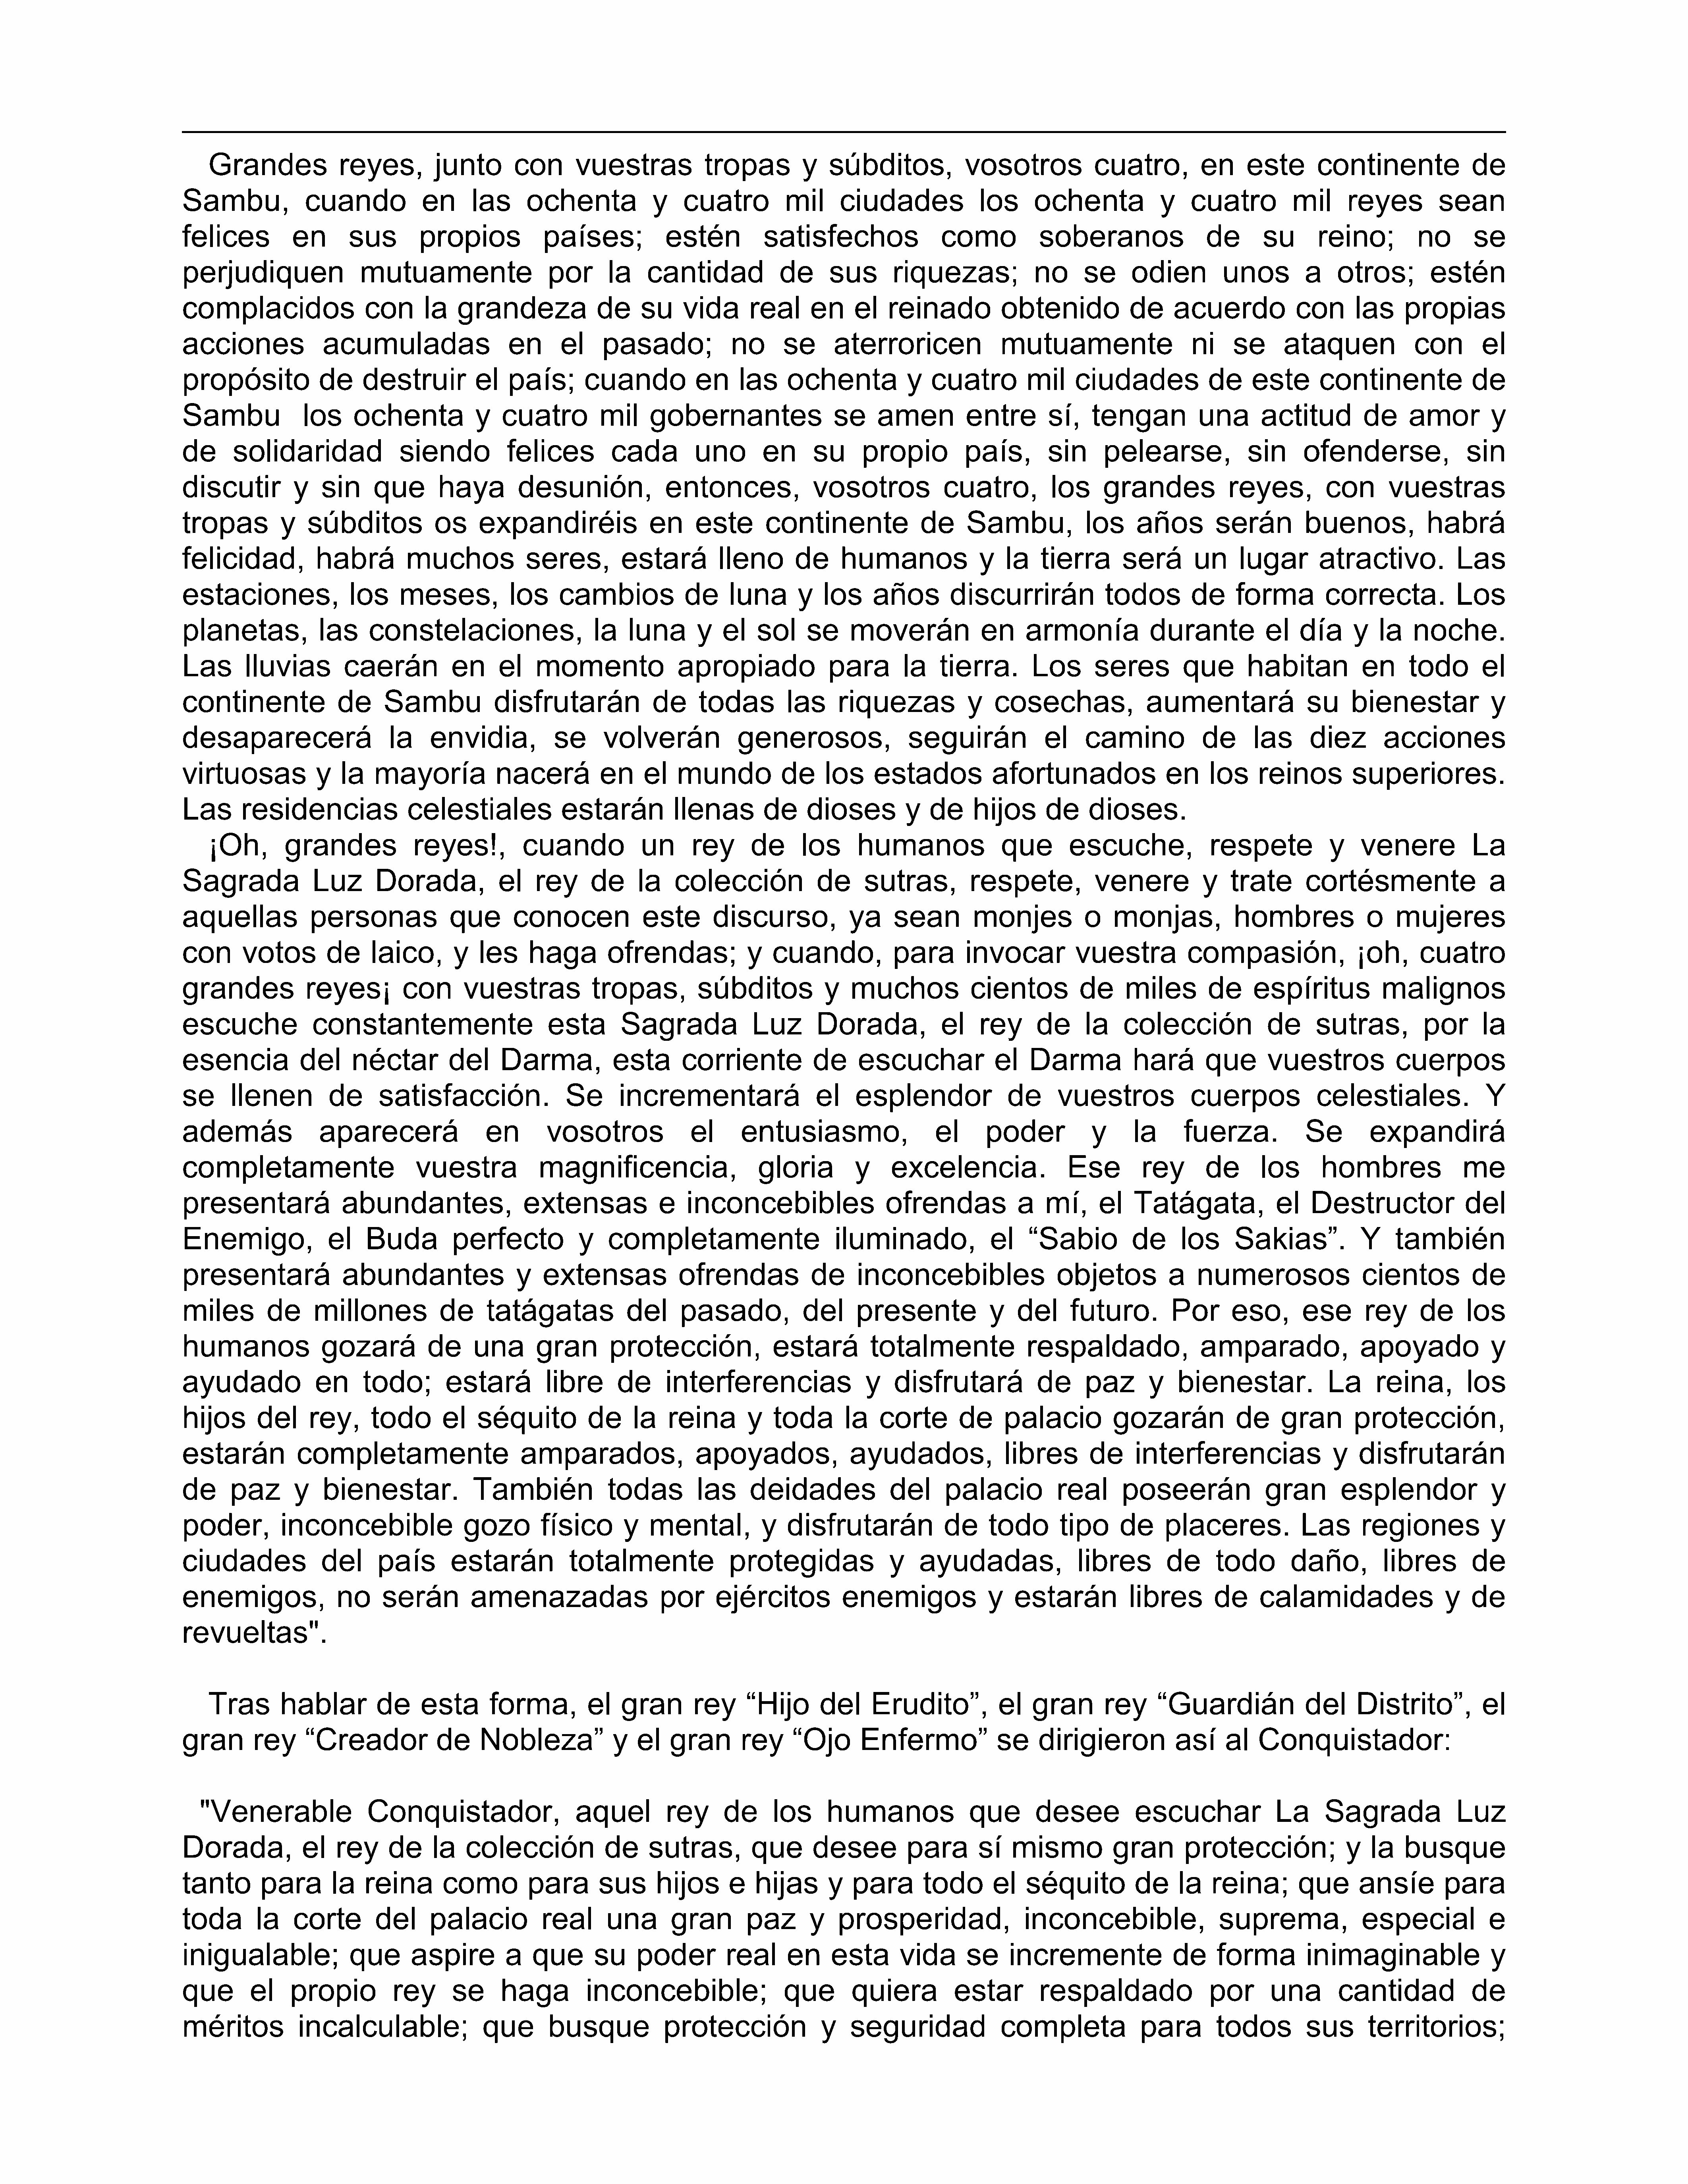 Grandes reyes, junto con vuestras tropas y súbditos, vosotros cuatro, en este continente de
Sambu, cuando en las ochenta y cuatro mil ciudades los ochenta y cuatro mil reyes sean
felices en sus propios países; estén satisfechos como soberanos de su reino; no se
perjudiquen mutuamente por la cantidad de sus riquezas; no se odien unos a otros; estén
complacidos con la grandeza de su vida real en el reinado obtenido de acuerdo con las propias
acciones acumuladas en el pasado; no se aterroricen mutuamente ni se ataquen con el
propósito de destruir el país; cuando en las ochenta y cuatro mil ciudades de este continente de
Sambu  los ochenta y cuatro mil gobernantes se amen entre sí, tengan una actitud de amor y
de solidaridad siendo felices cada uno en su propio país, sin pelearse, sin ofenderse, sin
discutir y sin que haya desunión, entonces, vosotros cuatro, los grandes reyes, con vuestras
tropas y súbditos os expandiréis en este continente de Sambu, los años serán buenos, habrá
felicidad, habrá muchos seres, estará lleno de humanos y la tierra será un lugar atractivo. Las
estaciones, los meses, los cambios de luna y los años discurrirán todos de forma correcta. Los
planetas, las constelaciones, la luna y el sol se moverán en armonía durante el día y la noche.
Las lluvias caerán en el momento apropiado para la tierra. Los seres que habitan en todo el
continente de Sambu disfrutarán de todas las riquezas y cosechas, aumentará su bienestar y
desaparecerá la envidia, se volverán generosos, seguirán el camino de las diez acciones
virtuosas y la mayoría nacerá en el mundo de los estados afortunados en los reinos superiores.
Las residencias celestiales estarán llenas de dioses y de hijos de dioses.
¡Oh, grandes reyes!, cuando un rey de los humanos que escuche, respete y venere La
Sagrada Luz Dorada, el rey de la colección de sutras, respete, venere y trate cortésmente a
aquellas personas que conocen este discurso, ya sean monjes o monjas, hombres o mujeres
con votos de laico, y les haga ofrendas; y cuando, para invocar vuestra compasión, ¡oh, cuatro
grandes reyes¡ con vuestras tropas, súbditos y muchos cientos de miles de espíritus malignos
escuche constantemente esta Sagrada Luz Dorada, el rey de la colección de sutras, por la
esencia del néctar del Darma, esta corriente de escuchar el Darma hará que vuestros cuerpos
se llenen de satisfacción. Se incrementará el esplendor de vuestros cuerpos celestiales. Y
además aparecerá en vosotros el entusiasmo, el poder y la fuerza. Se expandirá
completamente vuestra magnificencia, gloria y excelencia. Ese rey de los hombres me
presentará abundantes, extensas e inconcebibles ofrendas a mí, el Tatágata, el Destructor del
Enemigo, el Buda perfecto y completamente iluminado, el “Sabio de los Sakias”. Y también
presentará abundantes y extensas ofrendas de inconcebibles objetos a numerosos cientos de
miles de millones de tatágatas del pasado, del presente y del futuro. Por eso, ese rey de los
humanos gozará de una gran protección, estará totalmente respaldado, amparado, apoyado y
ayudado en todo; estará libre de interferencias y disfrutará de paz y bienestar. La reina, los
hijos del rey, todo el séquito de la reina y toda la corte de palacio gozarán de gran protección,
estarán completamente amparados, apoyados, ayudados, libres de interferencias y disfrutarán
de paz y bienestar. También todas las deidades del palacio real poseerán gran esplendor y
poder, inconcebible gozo físico y mental, y disfrutarán de todo tipo de placeres. Las regiones y
ciudades del país estarán totalmente protegidas y ayudadas, libres de todo daño, libres de
enemigos, no serán amenazadas por ejércitos enemigos y estarán libres de calamidades y de
revueltas".
Tras hablar de esta forma, el gran rey “Hijo del Erudito”, el gran rey “Guardián del Distrito”, el
gran rey “Creador de Nobleza” y el gran rey “Ojo Enfermo” se dirigieron así al Conquistador:
"Venerable Conquistador, aquel rey de los humanos que desee escuchar La Sagrada Luz
Dorada, el rey de la colección de sutras, que desee para sí mismo gran protección; y la busque
tanto para la reina como para sus hijos e hijas y para todo el séquito de la reina; que ansíe para
toda la corte del palacio real una gran paz y prosperidad, inconcebible, suprema, especial e
inigualable; que aspire a que su poder real en esta vida se incremente de forma inimaginable y
que el propio rey se haga inconcebible; que quiera estar respaldado por una cantidad de
méritos incalculable; que busque protección y seguridad completa para todos sus territorios;